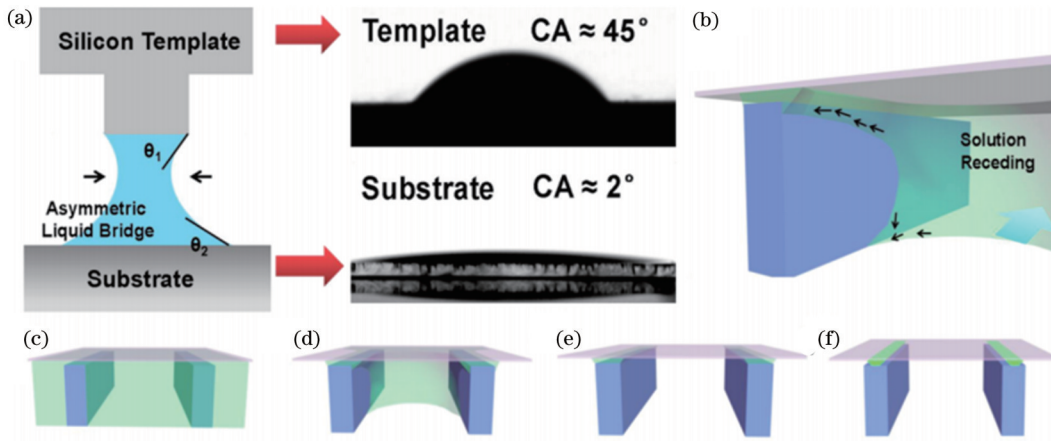 (a)
Silicon Template
θ1
Asymmetric
Liquid Bridge
θ2
Substrate
Template CA ≈ 45°
Substrate CA ≈ 2°
(b)
Solution
Receding
(c)
(d)
(e)
(f)